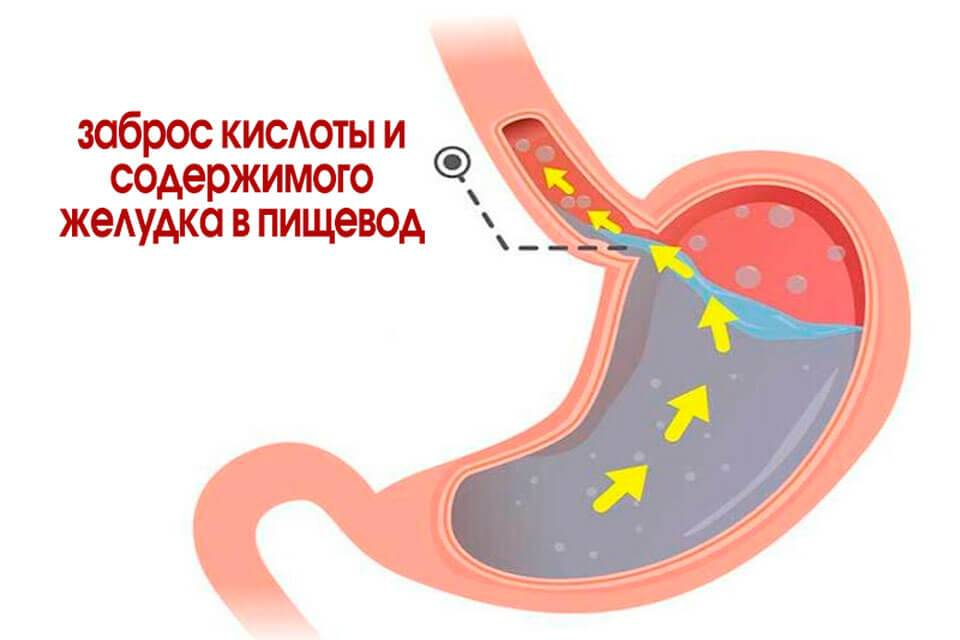 заброс кислоты и
содержимого
желудка в пищевод